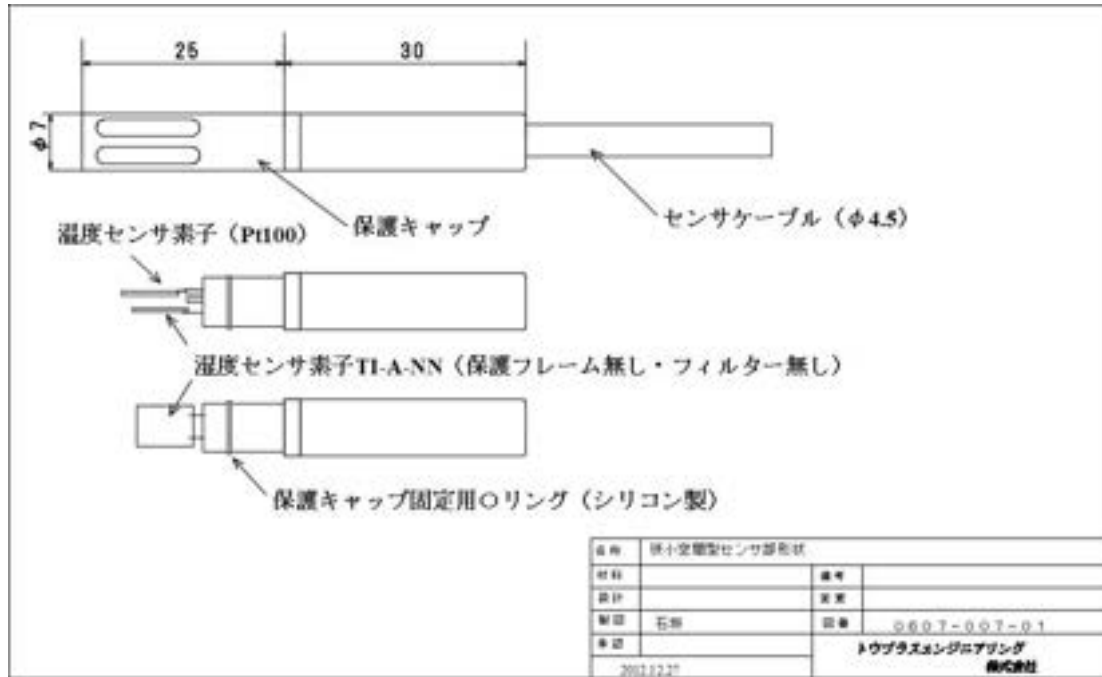 25
30
φ7
保護キャップ
センサケーブル（φ4.5）
温度センサ素子（Pt100）
湿度センサ素子TI-A-NN（保護フレーム無し・フィルター無し）
保護キャップ固定用Oリング（シリコン製）
名称 狭小空間型センサ部形状
材料 備考
設計 変更
製図 図番 0607-007-01
承認 トウプラスエンジニアリング
株式会社
2012.12.27